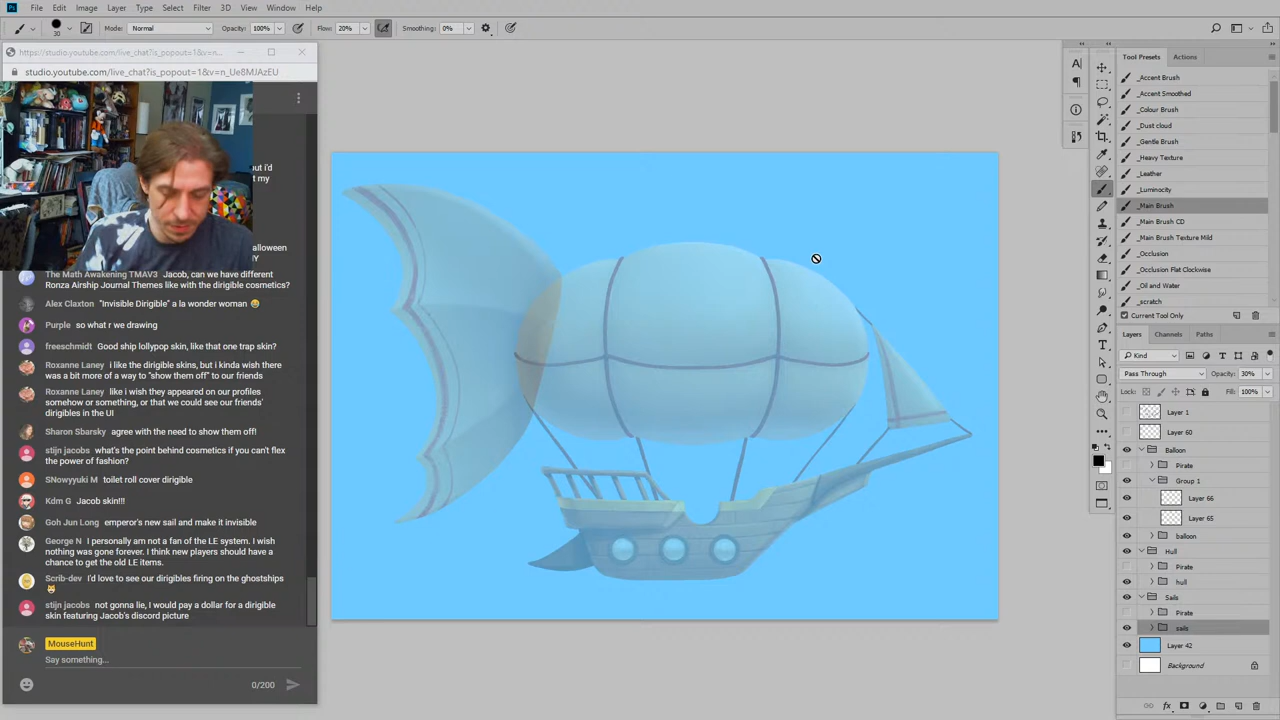 File Edit Image Layer Type Select Filter 3D View Window Help
30 Mode: Normal Opacity: 100% Flow: 20% Smoothing: 0%
https://studio.youtube.com/live_chat?is_popout=1&v=n...
studio.youtube.com/live_chat?is_popout=1&v=n_Ue8MJAzEU
but i'd
t my
alloween
The Math Awakening TMAV3 Jacob, can we have different
Ronza Airship Journal Themes like with the dirigible cosmetics?
Alex Claxton "Invisible Dirigible" a la wonder woman 😂
Purple so what r we drawing
freeschmidt Good ship lollypop skin, like that one trap skin?
Roxanne Laney i like the dirigible skins, but i kinda wish there
was a bit more of a way to "show them off" to our friends
Roxanne Laney like i wish they appeared on our profiles
somehow or something, or that we could see our friends'
dirigibles in the UI
Sharon Sbarsky agree with the need to show them off!
stijn jacobs what's the point behind cosmetics if you can't flex
the power of fashion?
SNowyyuki M toilet roll cover dirigible
Kdm G Jacob skin!!!
Goh Jun Long emperor's new sail and make it invisible
George N I personally am not a fan of the LE system. I wish
nothing was gone forever. I think new players should have a
chance to get the old LE items.
Scrib-dev I'd love to see our dirigibles firing on the ghostships
😸
stijn jacobs not gonna lie, I would pay a dollar for a dirigible
skin featuring Jacob's discord picture
MouseHunt
Say something...
0/200
Tool Presets Actions
_Accent Brush
_Accent Smoothed
_Colour Brush
_Dust cloud
_Gentle Brush
_Heavy Texture
_Leather
_Luminocity
_Main Brush
_Main Brush CD
_Main Brush Texture Mild
_Occlusion
_Occlusion Flat Clockwise
_Oil and Water
_scratch
Current Tool Only
Layers Channels Paths
Kind
Pass Through Opacity: 30%
Lock: Fill: 100%
Layer 1
Layer 60
Balloon
Pirate
Group 1
Layer 66
Layer 65
balloon
Hull
Pirate
hull
Sails
Pirate
sails
Layer 42
Background